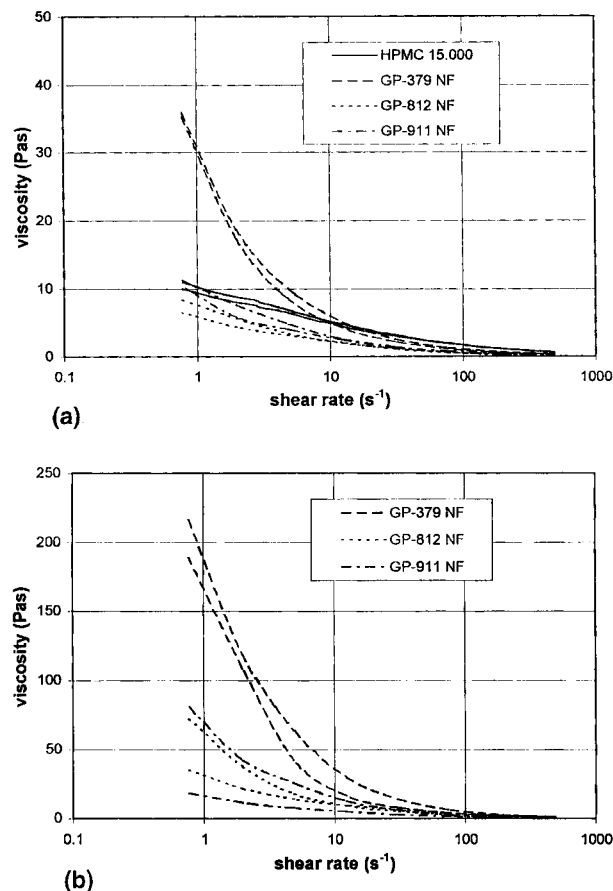 50
HPMC 15.000
GP-379 NF
40
GP-812 NF
GP-911 NF
30
20
10
0
viscosity (Pas)
0.1 1 10 100 1000
shear rate (s⁻¹)
(a)
250
GP-379 NF
200
GP-812 NF
GP-911 NF
150
100
50
0
viscosity (Pas)
0.1 1 10 100 1000
shear rate (s⁻¹)
(b)